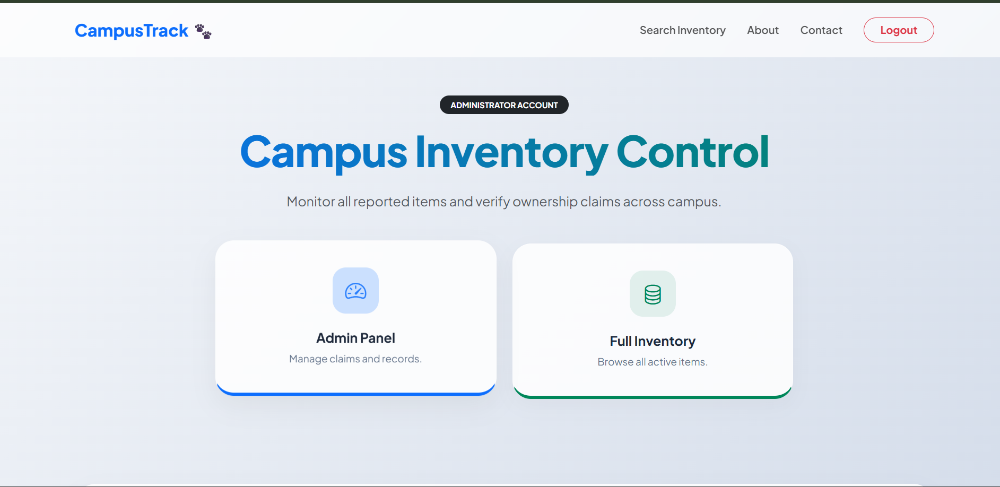 CampusTrack
Search Inventory
About
Contact
Logout
ADMINISTRATOR ACCOUNT
Campus Inventory Control
Monitor all reported items and verify ownership claims across campus.
Admin Panel
Manage claims and records.
Full Inventory
Browse all active items.